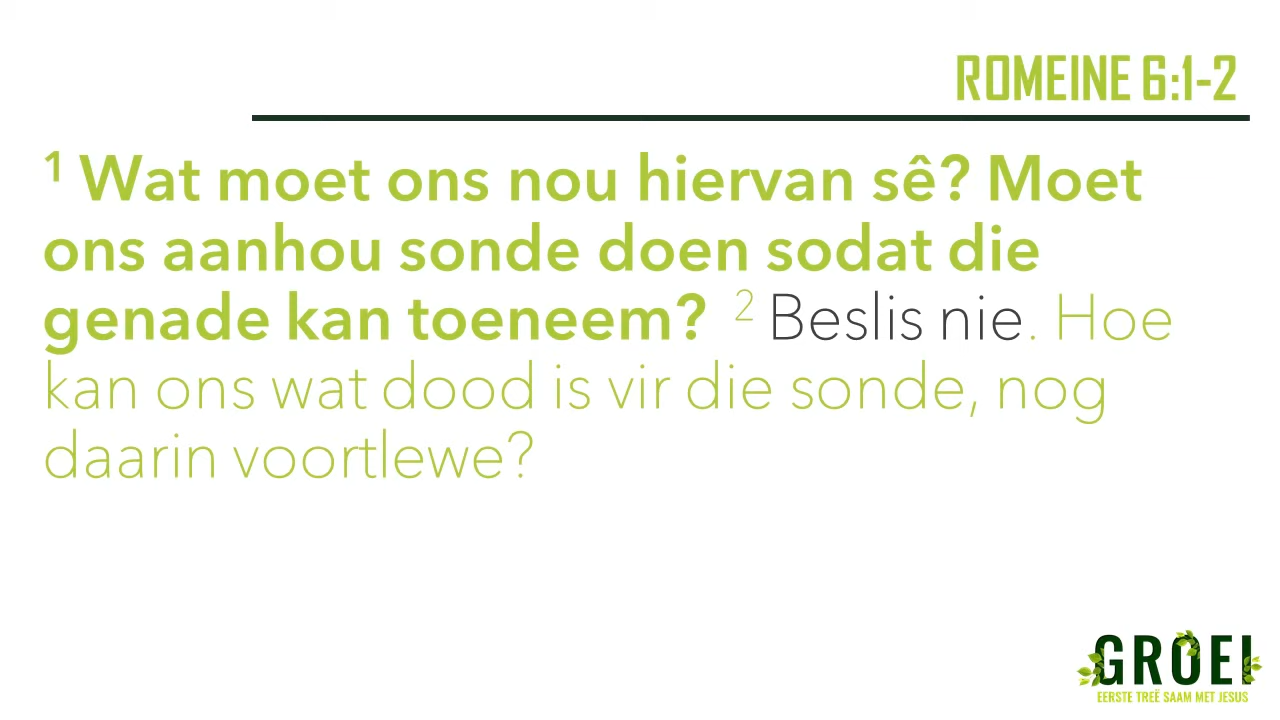 ROMEINE 6:1-2
1 Wat moet ons nou hiervan sê? Moet
ons aanhou sonde doen sodat die
genade kan toeneem? 2 Beslis nie. Hoe
kan ons wat dood is vir die sonde, nog
daarin voortlewe?
GROEI
EERSTE TREË SAAM MET JESUS